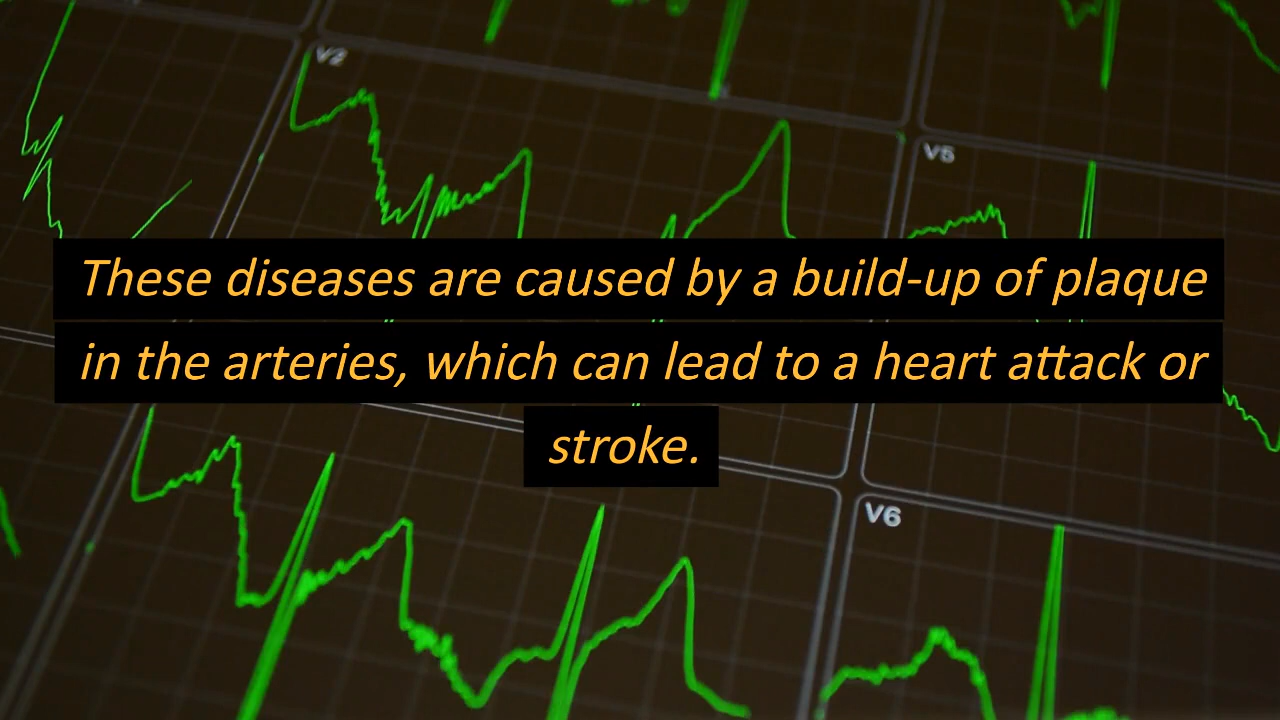 V2
V5
These diseases are caused by a build-up of plaque
in the arteries, which can lead to a heart attack or
stroke.
V6